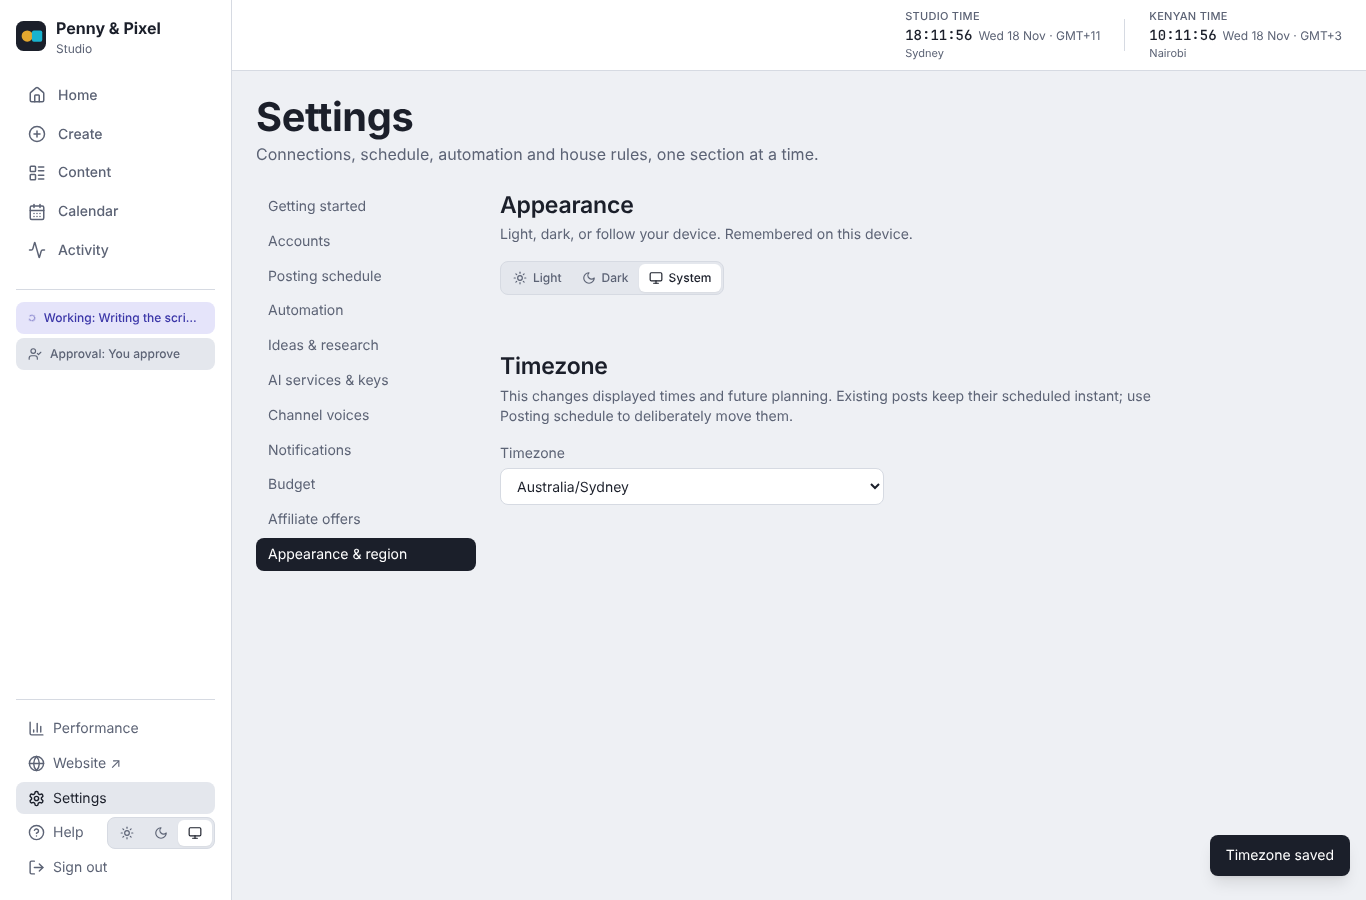 Penny & Pixel
Studio
Home
Create
Content
Calendar
Activity
Working: Writing the scri...
Approval: You approve
Performance
Website ↗
Settings
Help
Sign out
STUDIO TIME
18:11:56 Wed 18 Nov · GMT+11
Sydney
KENYAN TIME
10:11:56 Wed 18 Nov · GMT+3
Nairobi
Settings
Connections, schedule, automation and house rules, one section at a time.
Getting started
Accounts
Posting schedule
Automation
Ideas & research
AI services & keys
Channel voices
Notifications
Budget
Affiliate offers
Appearance & region
Appearance
Light, dark, or follow your device. Remembered on this device.
Light Dark System
Timezone
This changes displayed times and future planning. Existing posts keep their scheduled instant; use
Posting schedule to deliberately move them.
Timezone
Australia/Sydney
Timezone saved